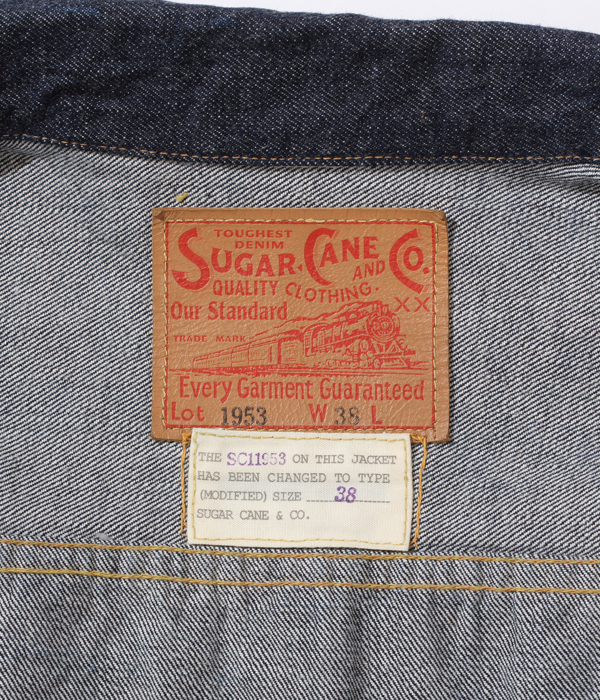 TOUGHEST
DENIM
SUGAR CANE AND CO.
QUALITY CLOTHING.
XX
Our Standard
TRADE MARK
Every Garment Guaranteed
Lot 1953 W 38 L
THE SC11953 ON THIS JACKET
HAS BEEN CHANGED TO TYPE
(MODIFIED) SIZE 38
SUGAR CANE & CO.